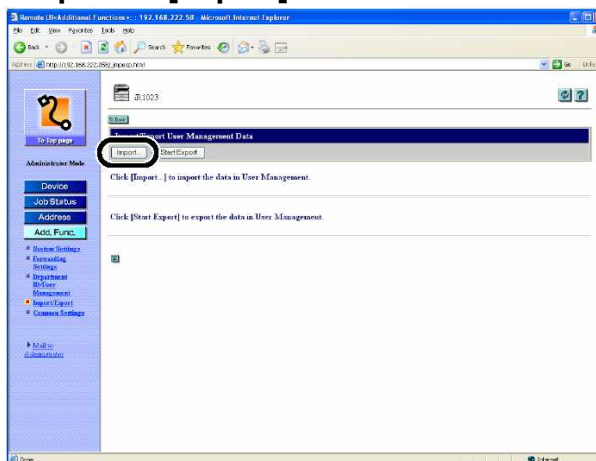 Remote UI<Additional Functions> : 192.168.222.58 - Microsoft Internet Explorer
File Edit View Favorites Tools Help
Back Search Favorites
Go Links
iR1023
To Top page
Import/Export User Management Data
Import... Start Export
Administrator Mode
Click [Import...] to import the data in User Management.
Device
Job Status
Address
Click [Start Export] to export the data in User Management.
Add. Func.
System Settings
Forwarding
Settings
Department
ID/User
Management
Import/Export
Common Settings
Mail to
Administrator
Done
Internet